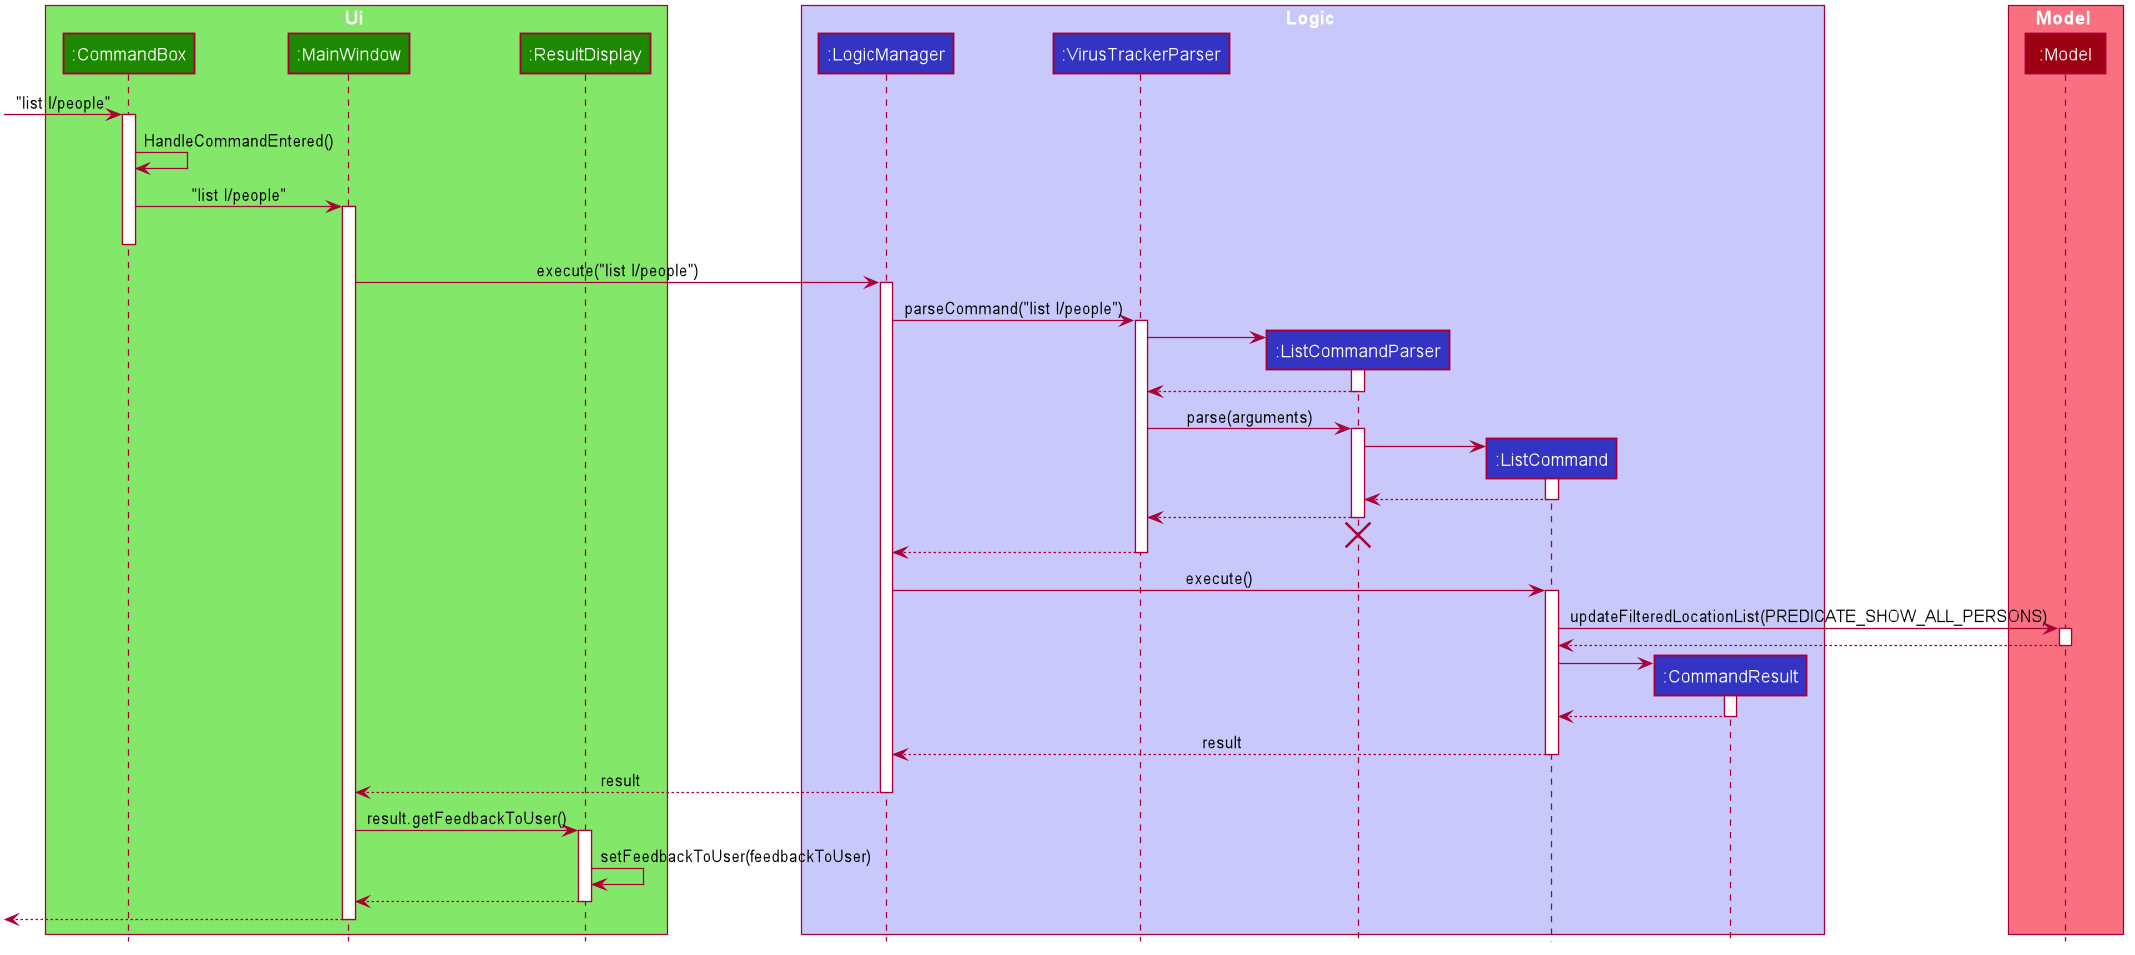 Ui
Logic
Model
:CommandBox
:MainWindow
:ResultDisplay
:LogicManager
:VirusTrackerParser
:Model
"list l/people"
HandleCommandEntered()
"list l/people"
execute("list l/people")
parseCommand("list l/people")
:ListCommandParser
parse(arguments)
:ListCommand
execute()
updateFilteredLocationList(PREDICATE_SHOW_ALL_PERSONS)
:CommandResult
result
result
result.getFeedbackToUser()
setFeedbackToUser(feedbackToUser)